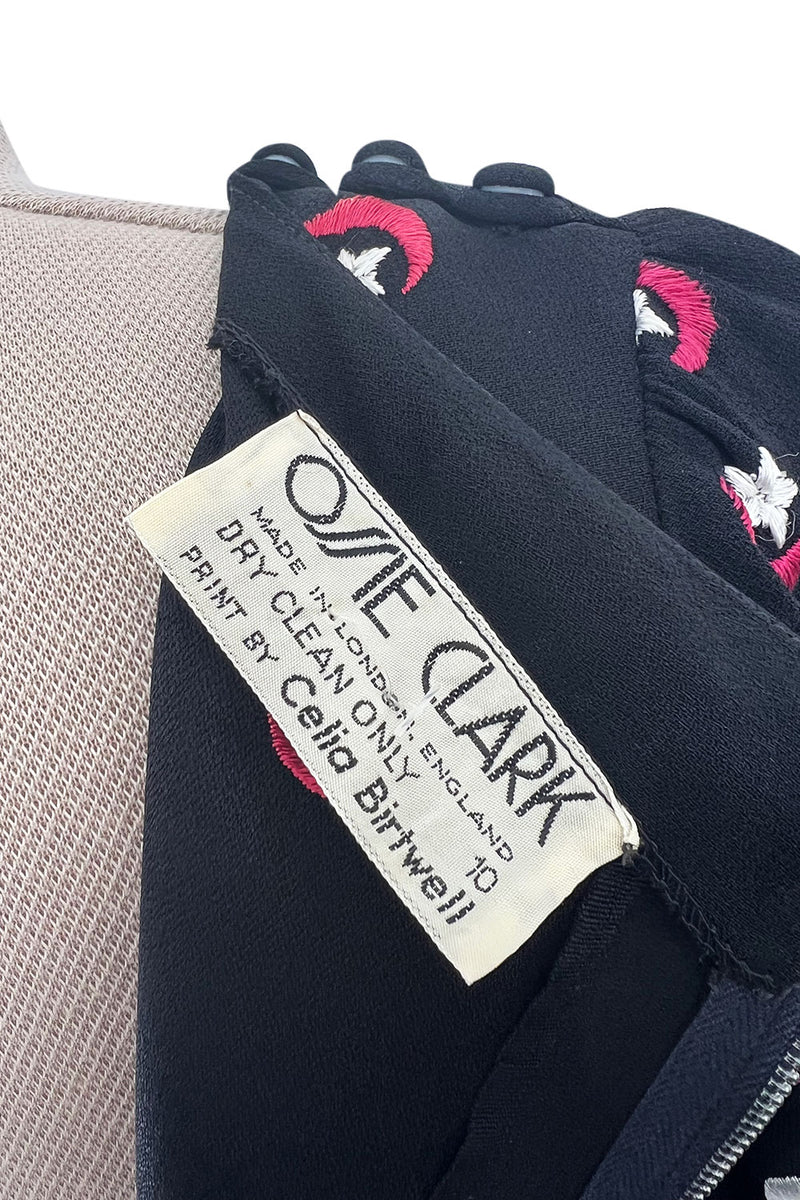 OSSIE CLARK
MADE IN-LONDON, ENGLAND
DRY CLEAN ONLY 10
PRINT BY Celia Birtwell